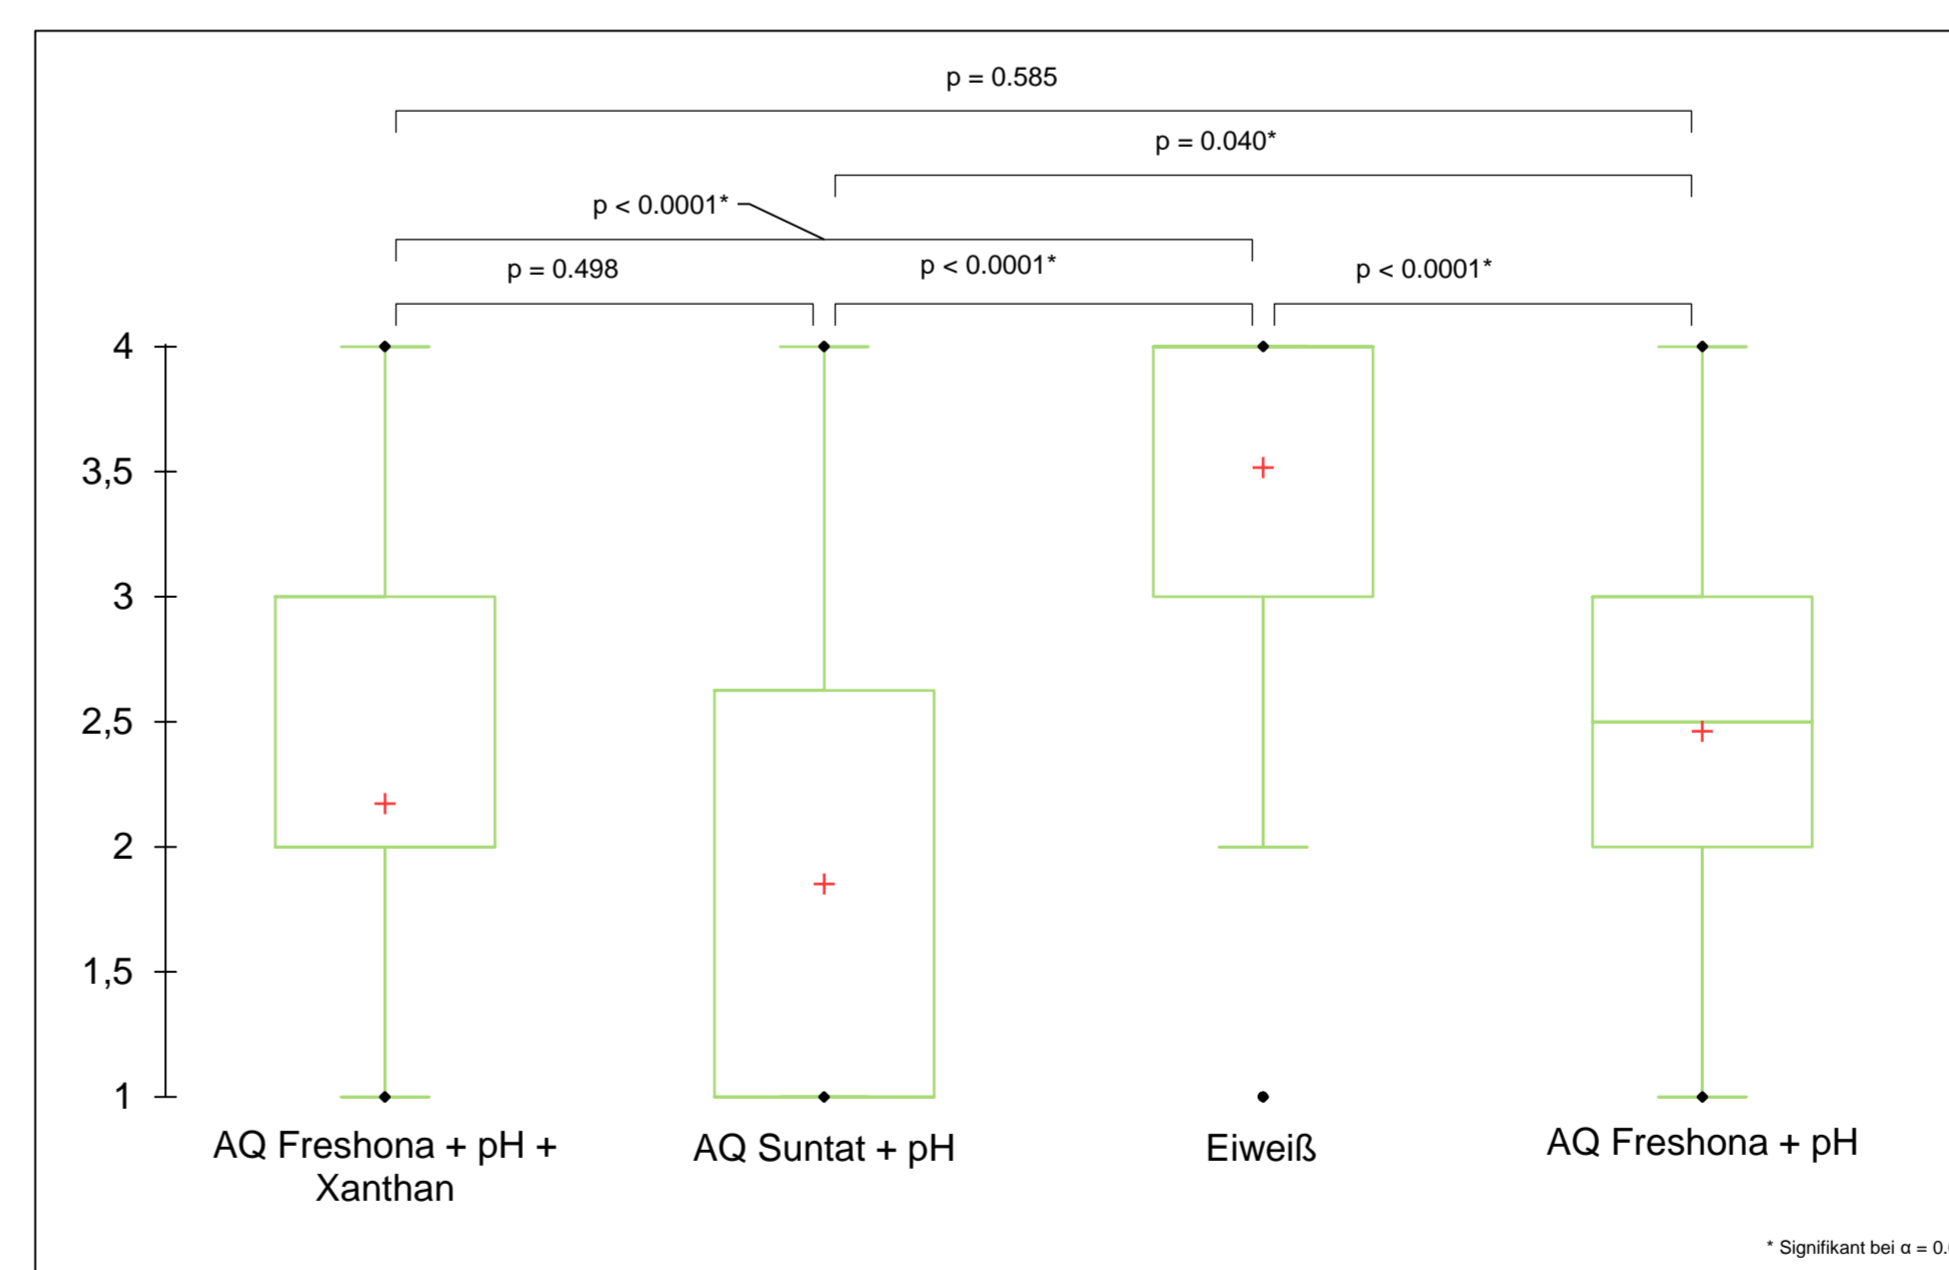 p = 0.585
p = 0.040*
p < 0.0001*
p = 0.498
p < 0.0001*
p < 0.0001*
4
3,5
3
2,5
2
1,5
1
AQ Freshona + pH +
Xanthan
AQ Suntat + pH
Eiweiß
AQ Freshona + pH
* Signifikant bei α =